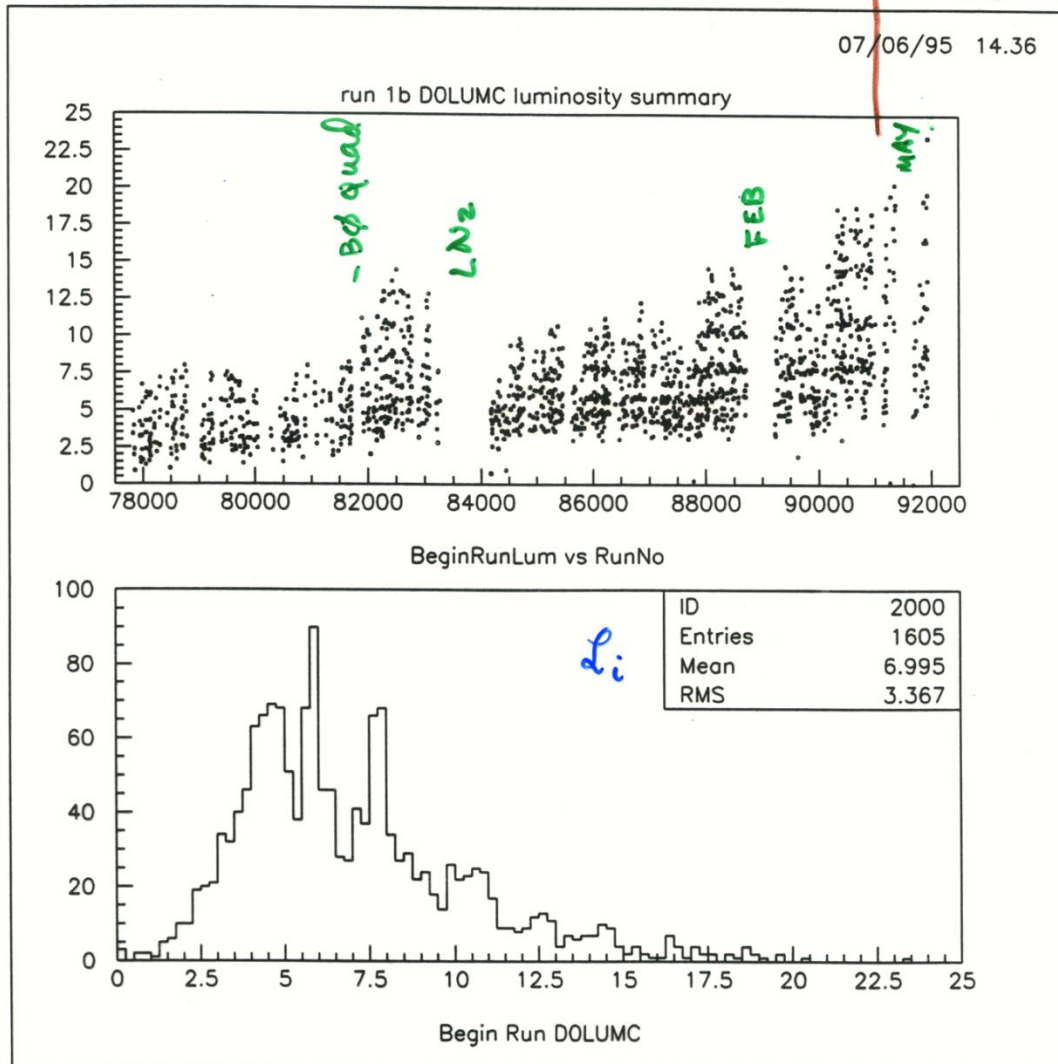 07/06/95 14.36
run 1b D0LUMC luminosity summary
25
22.5
20
17.5
15
12.5
10
7.5
5
2.5
0
-BØ quad
LN2
FEB
MAY
78000 80000 82000 84000 86000 88000 90000 92000
BeginRunLum vs RunNo
100
80
60
40
20
0
ℒi
ID 2000
Entries 1605
Mean 6.995
RMS 3.367
0 2.5 5 7.5 10 12.5 15 17.5 20 22.5 25
Begin Run D0LUMC